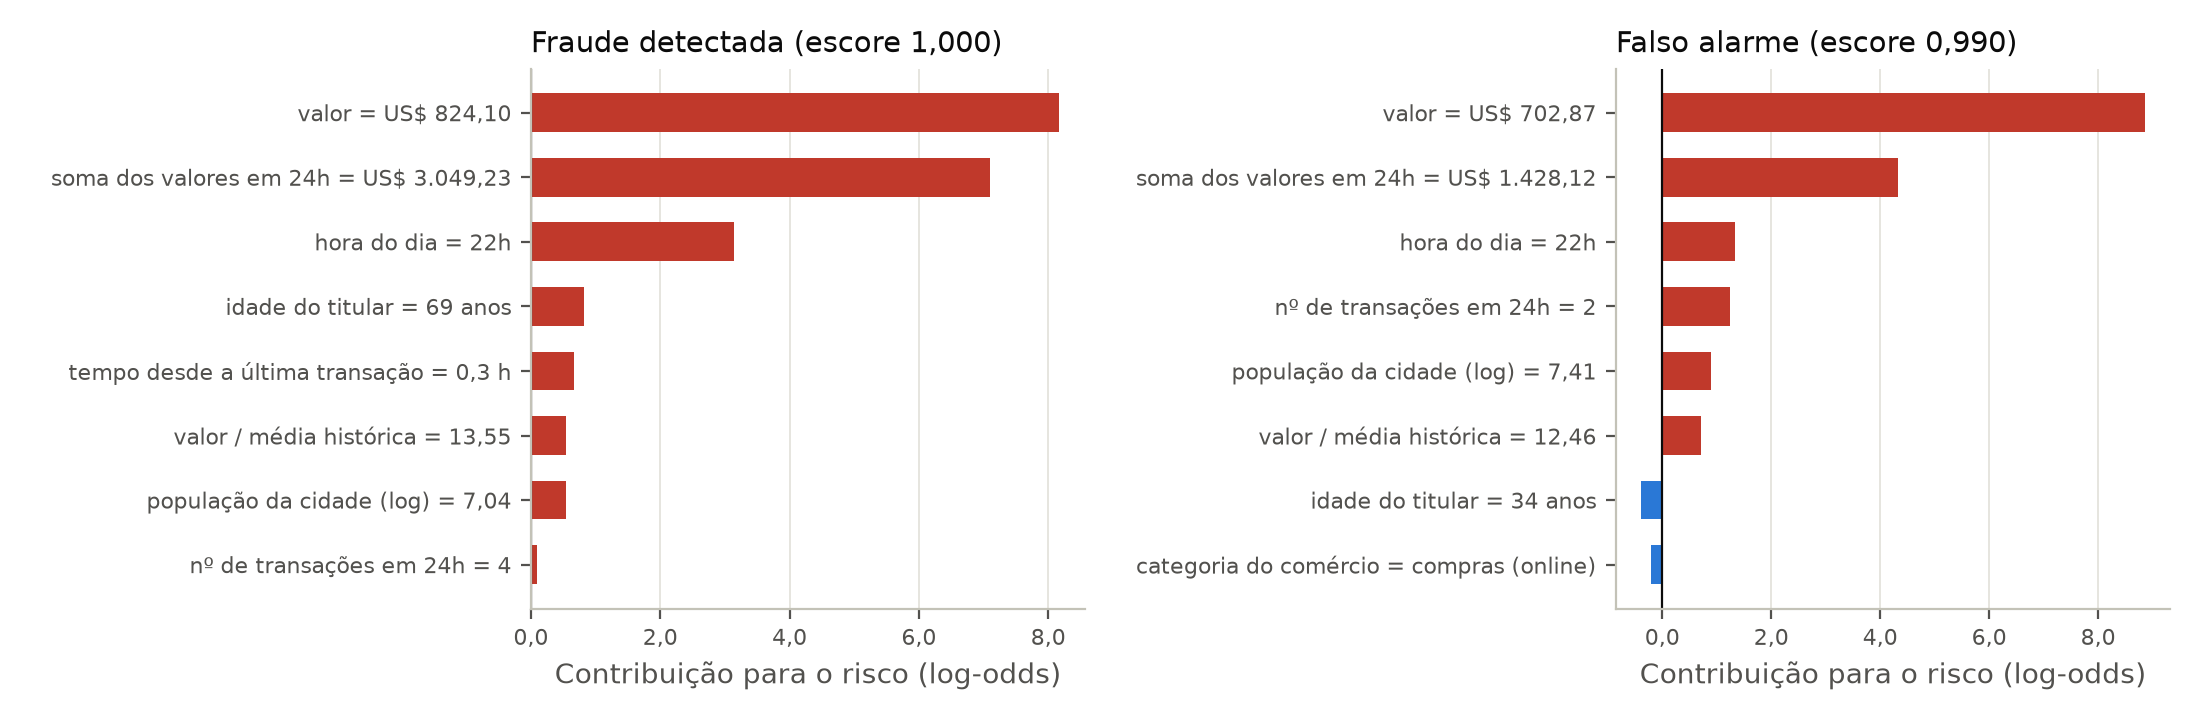 Fraude detectada (escore 1,000)
valor = US$ 824,10
soma dos valores em 24h = US$ 3.049,23
hora do dia = 22h
idade do titular = 69 anos
tempo desde a última transação = 0,3 h
valor / média histórica = 13,55
população da cidade (log) = 7,04
nº de transações em 24h = 4
0,0 2,0 4,0 6,0 8,0
Contribuição para o risco (log-odds)
Falso alarme (escore 0,990)
valor = US$ 702,87
soma dos valores em 24h = US$ 1.428,12
hora do dia = 22h
nº de transações em 24h = 2
população da cidade (log) = 7,41
valor / média histórica = 12,46
idade do titular = 34 anos
categoria do comércio = compras (online)
0,0 2,0 4,0 6,0 8,0
Contribuição para o risco (log-odds)